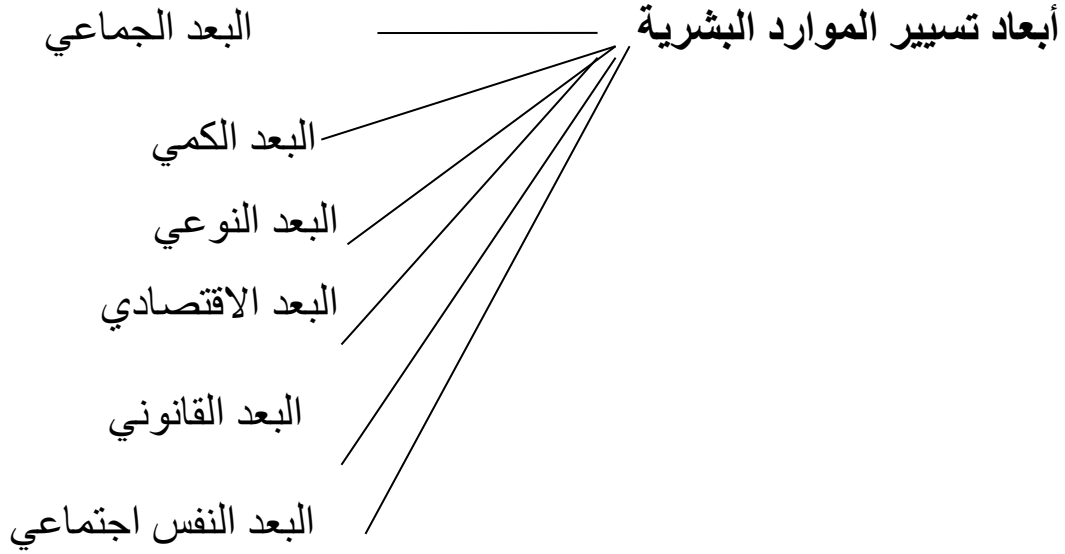 أبعاد تسيير الموارد البشرية
البعد الجماعي
البعد الكمي
البعد النوعي
البعد الاقتصادي
البعد القانوني
البعد النفس اجتماعي